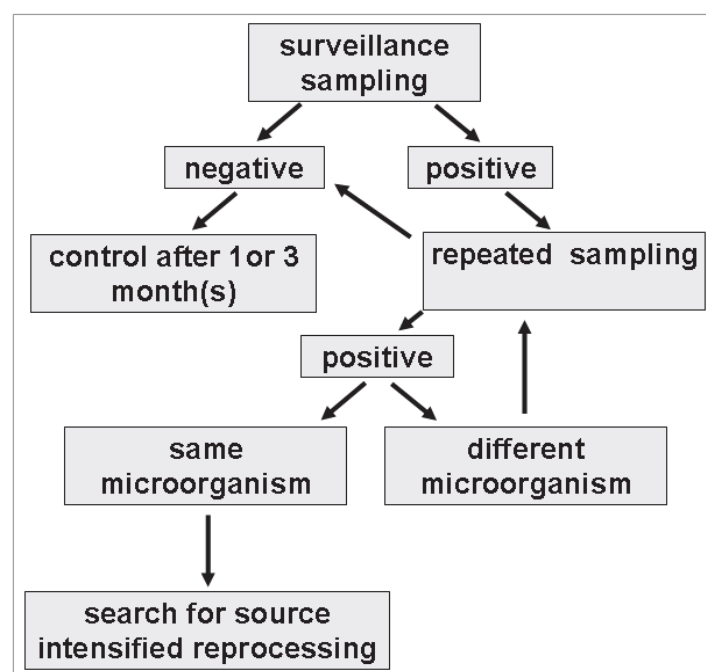 surveillance
sampling
negative
positive
control after 1or 3
month(s)
repeated sampling
positive
same
microorganism
different
microorganism
search for source
intensified reprocessing